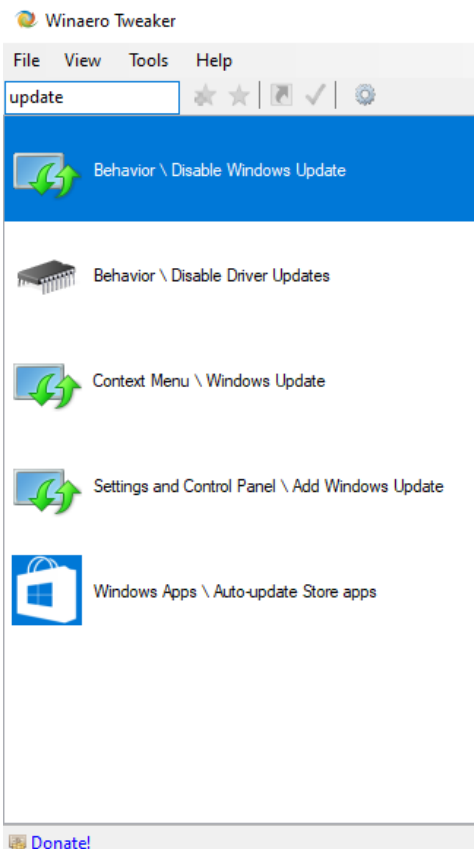 Winaero Tweaker
File View Tools Help
update
Behavior \ Disable Windows Update
Behavior \ Disable Driver Updates
Context Menu \ Windows Update
Settings and Control Panel \ Add Windows Update
Windows Apps \ Auto-update Store apps
Donate!